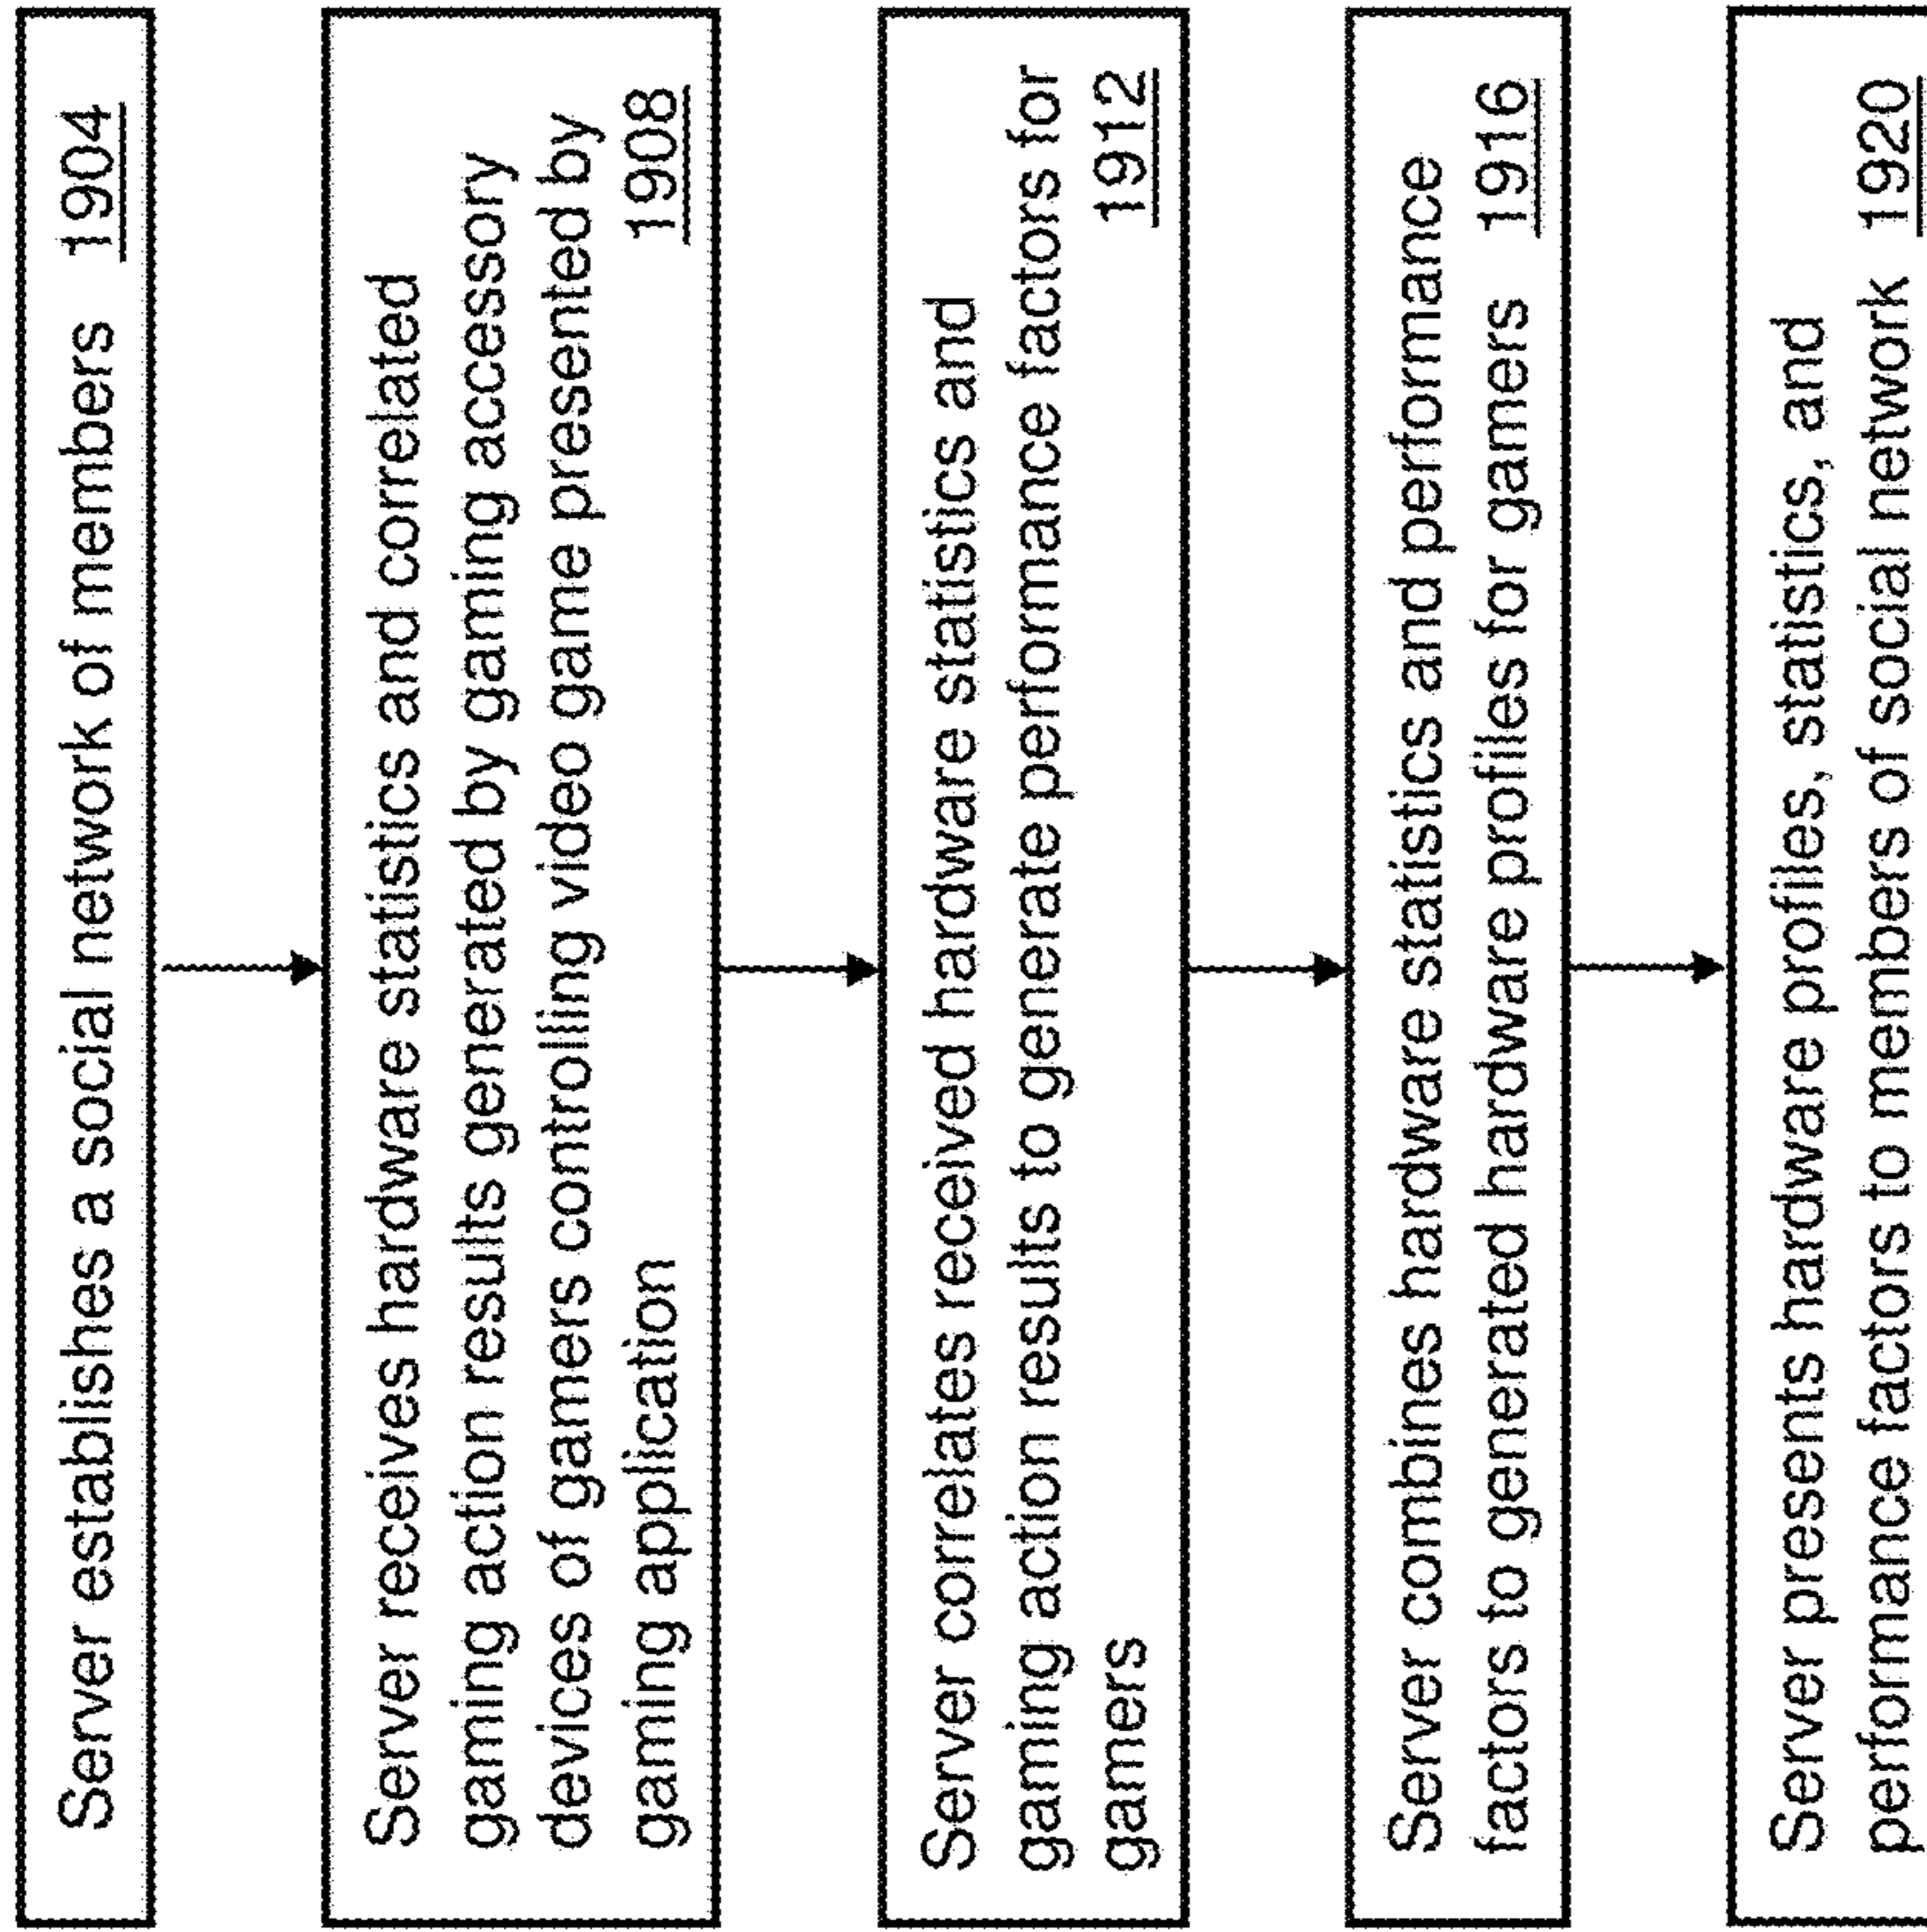 Server establishes a social network of members 1904
Server receives hardware statistics and correlated
gaming action results generated by gaming accessory
devices of gamers controlling video game presented by
gaming application 1908
Server correlates received hardware statistics and
gaming action results to generate performance factors for
gamers 1912
Server combines hardware statistics and performance
factors to generated hardware profiles for gamers 1916
Server presents hardware profiles, statistics, and
performance factors to members of social network 1920